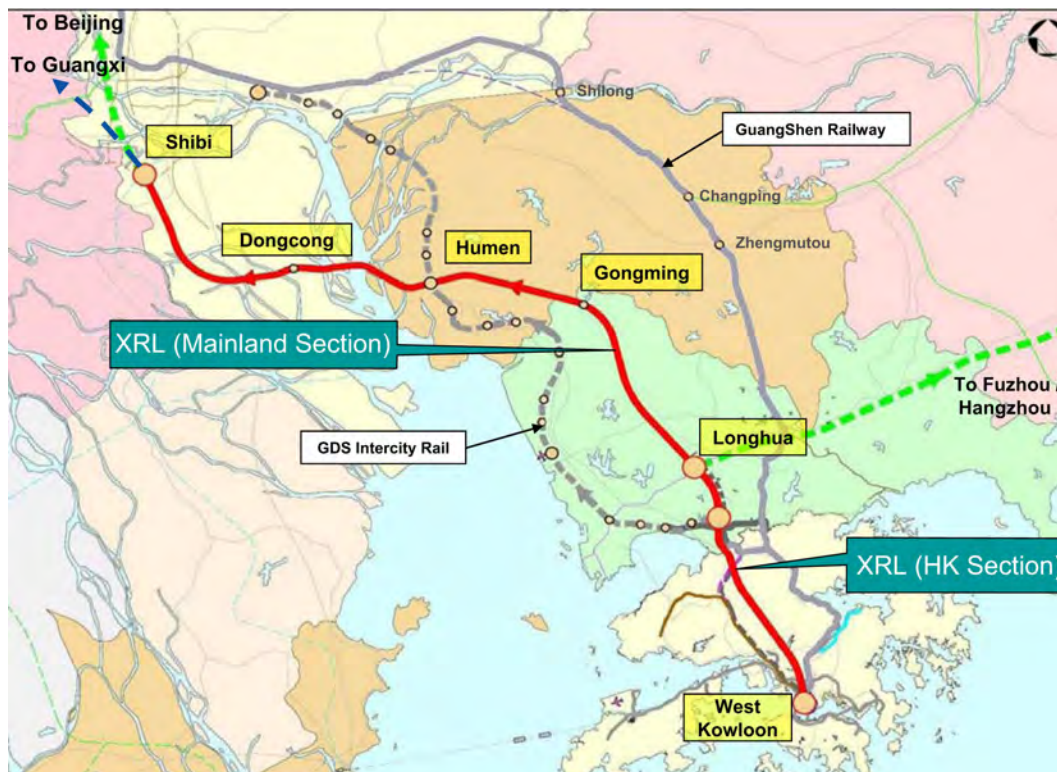 To Beijing
To Guangxi
Shibi
Shilong
GuangShen Railway
Changping
Dongcong
Humen
Zhengmutou
Gongming
XRL (Mainland Section)
To Fuzhou
Hangzhou
Longhua
GDS Intercity Rail
XRL (HK Section)
West
Kowloon